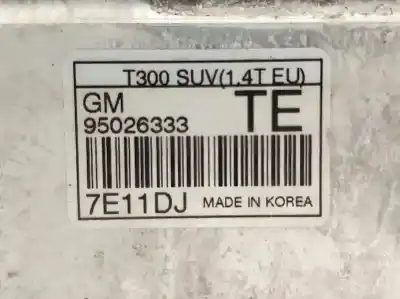 T300 SUV(1.4T EU)
GM TE
95026333
7E11DJ MADE IN KOREA